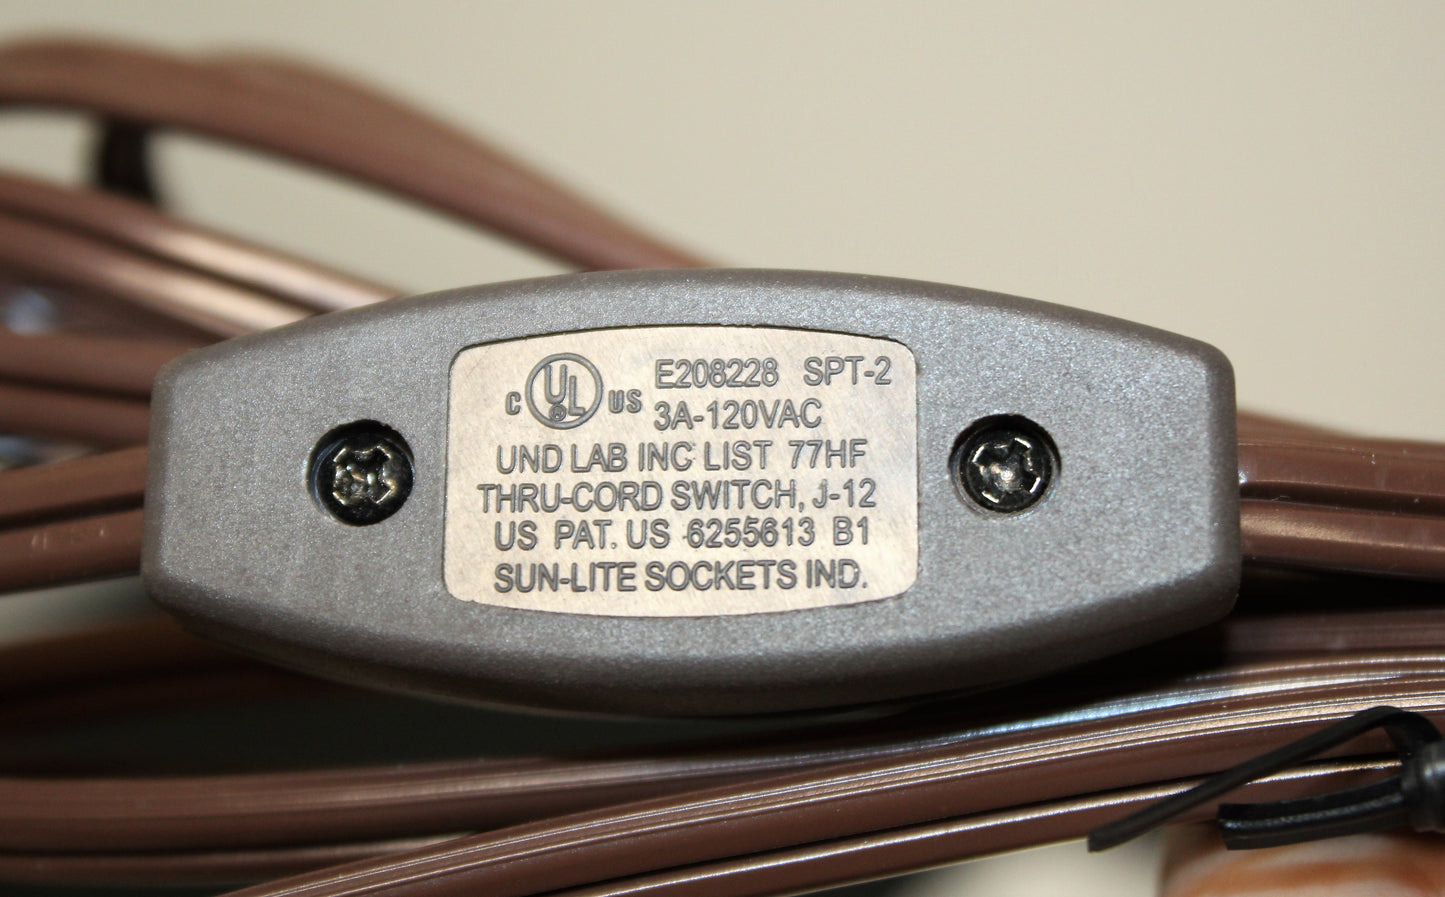 C UL US E208228 SPT-2
3A-120VAC
UND LAB INC LIST 77HF
THRU-CORD SWITCH, J-12
US PAT. US 6255613 B1
SUN-LITE SOCKETS IND.